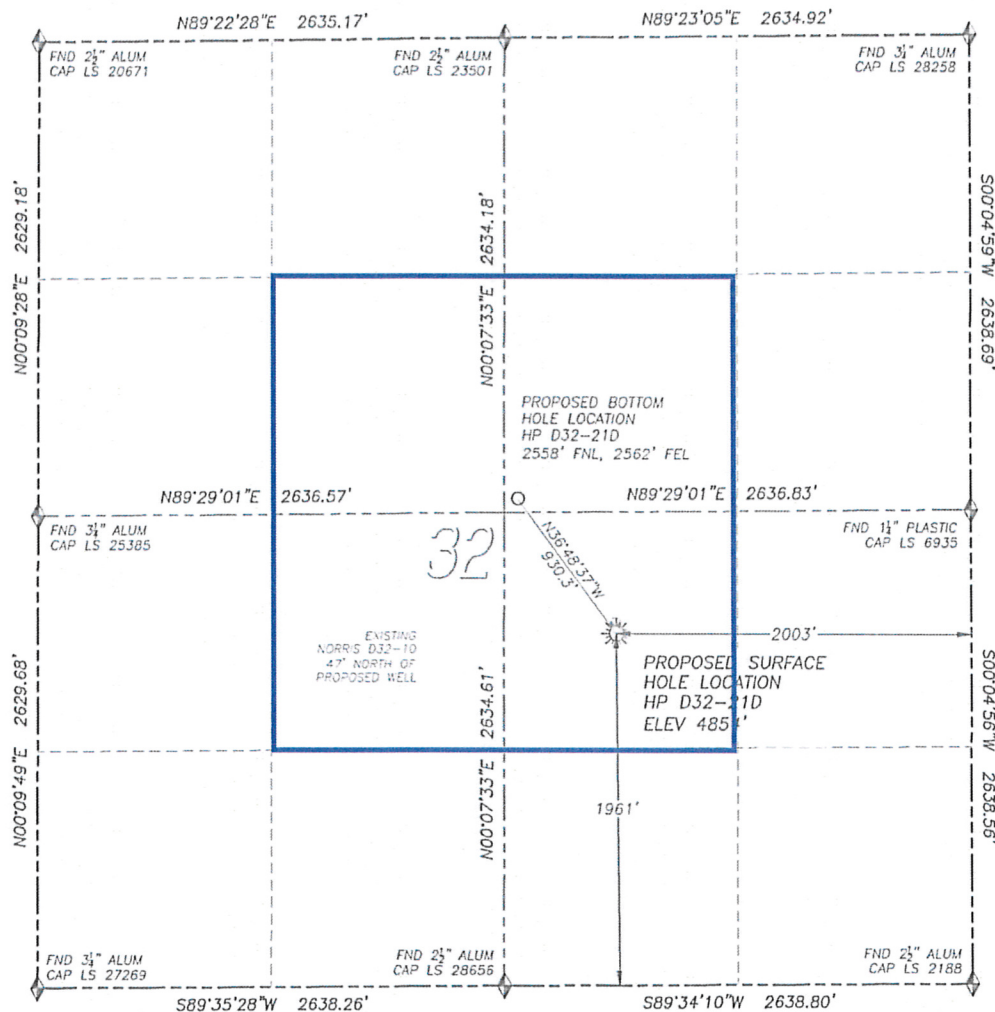 N89°22'28"E 2635.17'
N89°23'05"E 2634.92'
FND 2½" ALUM
CAP LS 20671
FND 2½" ALUM
CAP LS 23501
FND 3¼" ALUM
CAP LS 28258
N00°09'28"E 2629.18'
N00°07'33"E 2634.18'
S00°04'59"W 2638.69'
PROPOSED BOTTOM
HOLE LOCATION
HP D32-21D
2558' FNL, 2562' FEL
N89°29'01"E 2636.57'
N89°29'01"E 2636.83'
FND 3¼" ALUM
CAP LS 25385
FND 1¼" PLASTIC
CAP LS 6935
32
N36°48'37"W
930.3'
EXISTING
NORRIS D32-10
47' NORTH OF
PROPOSED WELL
2003'
PROPOSED SURFACE
HOLE LOCATION
HP D32-21D
ELEV
N00°09'49"E 2629.68'
N00°07'33"E 2634.61'
S00°04'56"W 2638.56'
1961'
FND 3¼" ALUM
CAP LS 27269
FND 2½" ALUM
CAP LS 28656
FND 2½" ALUM
CAP LS 2188
S89°35'28"W 2638.26'
S89°34'10"W 2638.80'